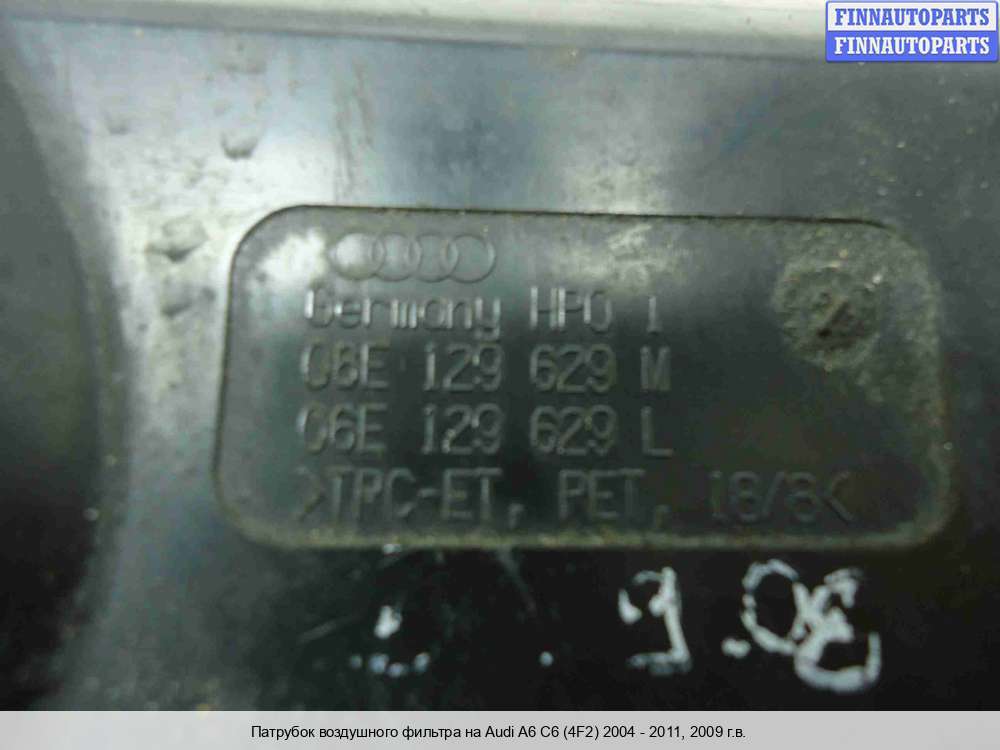 FINNAUTOPARTS
FINNAUTOPARTS
Germany HPO 1
06E 129 629 M
06E 129 629 L
>TPC-ET, PET, 18/8<
Патрубок воздушного фильтра на Audi A6 C6 (4F2) 2004 - 2011, 2009 г.в.